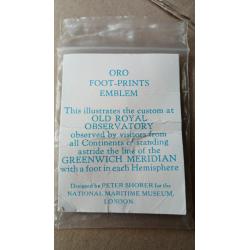 ORO
FOOT-PRINTS
EMBLEM
This illustrates the custom at
OLD ROYAL
OBSERVATORY
observed by visitors from
all Continents of standing
astride the line of the
GREENWICH MERIDIAN
with a foot in each Hemisphere
Designed by PETER SHORER for the
NATIONAL MARITIME MUSEUM,
LONDON.